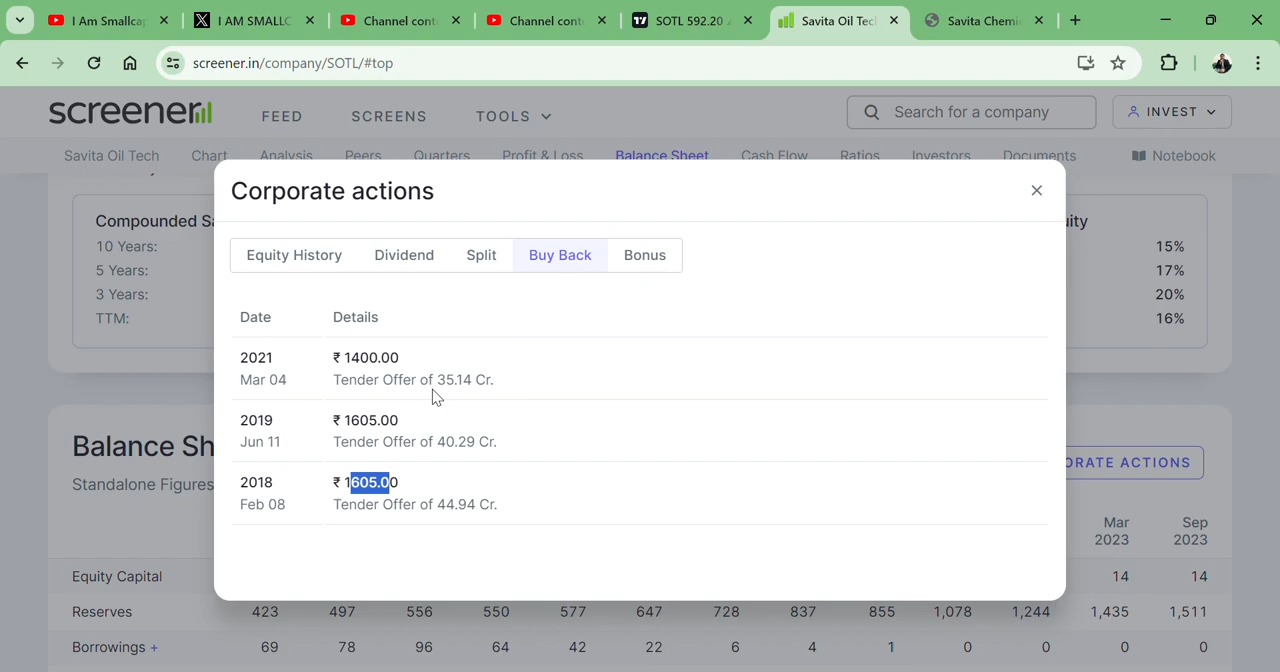 I Am Smallcap
I AM SMALLC
Channel cont
Channel cont
SOTL 592.20
Savita Oil Tec
Savita Chemi
screener.in/company/SOTL/#top
screener
FEED
SCREENS
TOOLS
Search for a company
INVEST
Savita Oil Tech
Chart
Analysis
Peers
Quarters
Profit & Loss
Balance Sheet
Cash Flow
Ratios
Investors
Documents
Notebook
Corporate actions
Equity History
Dividend
Split
Buy Back
Bonus
Date Details
2021 ₹ 1400.00
Mar 04 Tender Offer of 35.14 Cr.
2019 ₹ 1605.00
Jun 11 Tender Offer of 40.29 Cr.
2018 ₹ 1605.00
Feb 08 Tender Offer of 44.94 Cr.
Compounded Sa
10 Years:
5 Years:
3 Years:
TTM:
uity
15%
17%
20%
16%
Balance Sh
Standalone Figures
ORATE ACTIONS
Mar Sep
2023 2023
Equity Capital 14 14
Reserves 423 497 556 550 577 647 728 837 855 1,078 1,244 1,435 1,511
Borrowings + 69 78 96 64 42 22 6 4 1 0 0 0 0